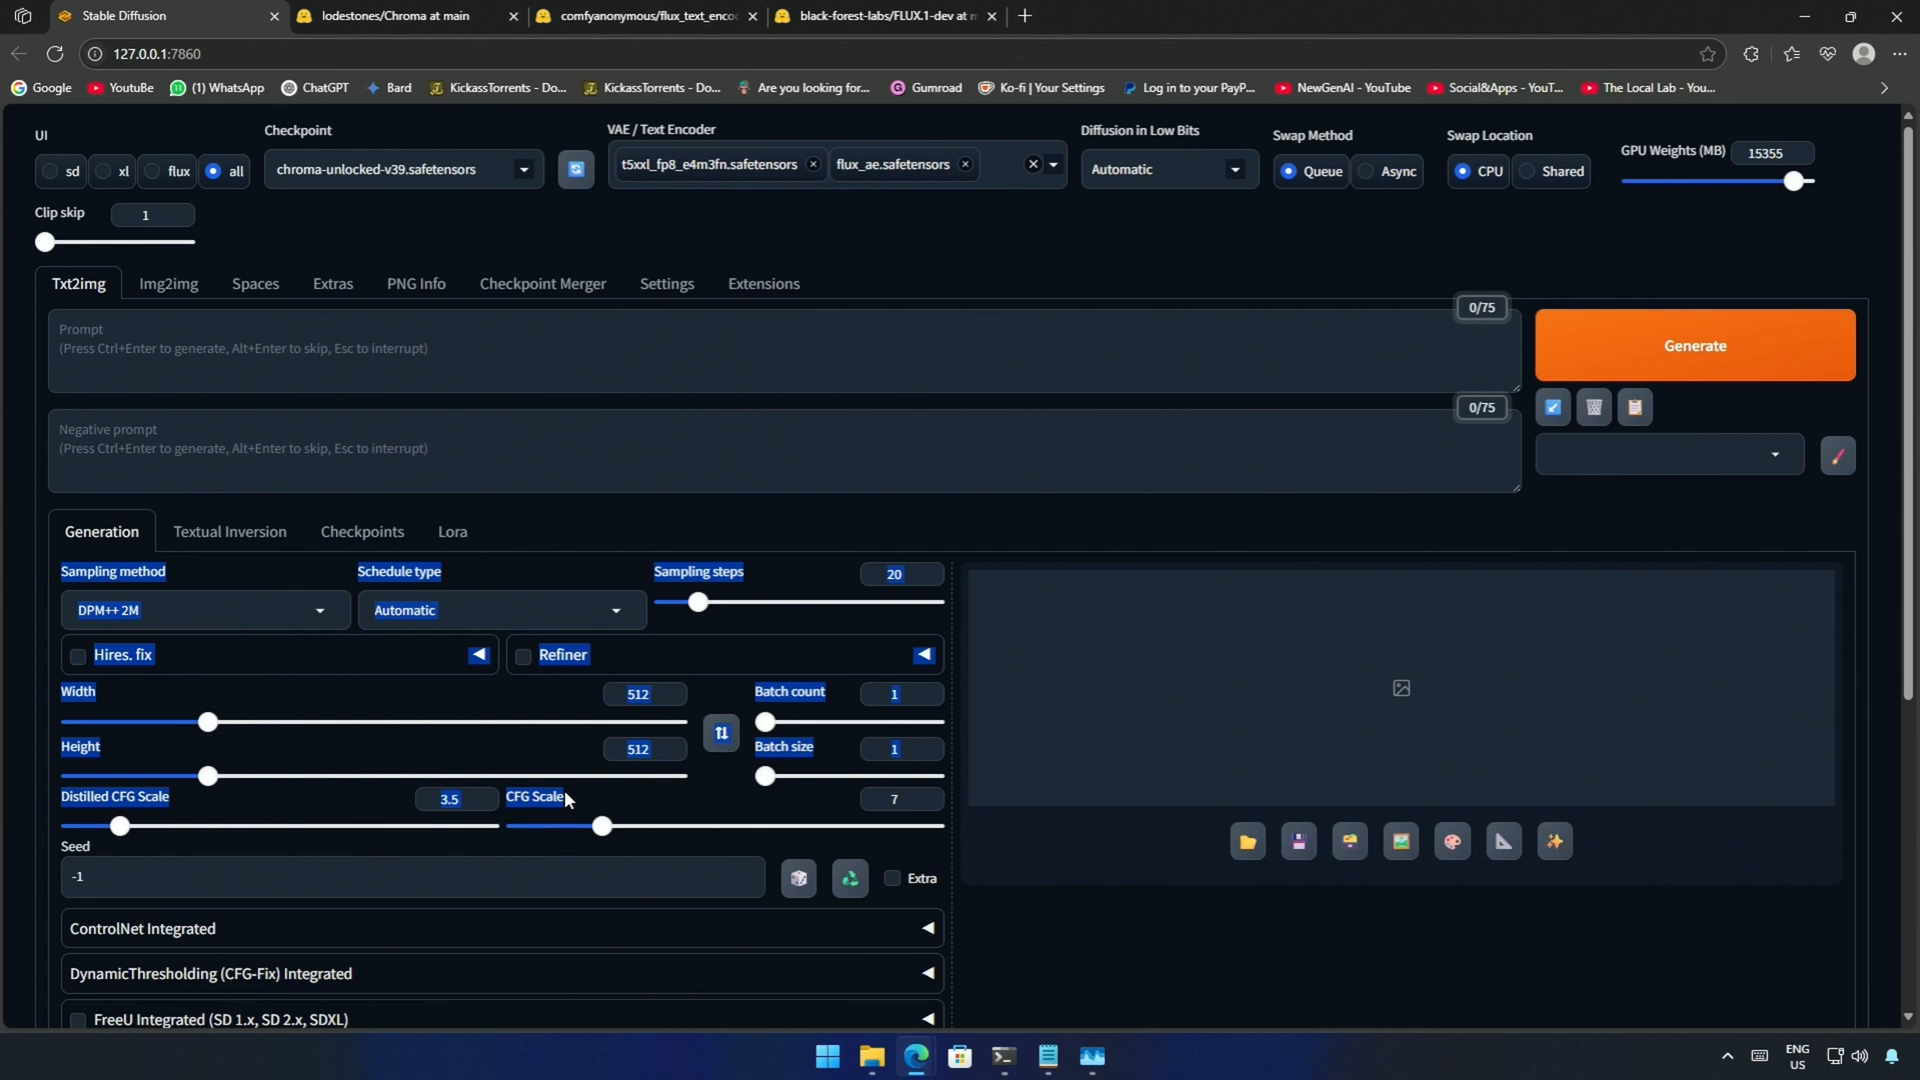 Stable Diffusion
lodestones/Chroma at main
comfyanonymous/flux_text_enco
black-forest-labs/FLUX.1-dev at
127.0.0.1:7860
Google
YouTube
(1) WhatsApp
ChatGPT
Bard
KickassTorrents - Do...
KickassTorrents - Do...
Are you looking for...
Gumroad
Ko-fi | Your Settings
Log in to your PayP...
NewGenAI - YouTube
Social&Apps - YouT...
The Local Lab - You...
UI
Checkpoint
VAE / Text Encoder
Diffusion in Low Bits
Swap Method
Swap Location
GPU Weights (MB)
15355
sd
xl
flux
all
chroma-unlocked-v39.safetensors
t5xxl_fp8_e4m3fn.safetensors
flux_ae.safetensors
Automatic
Queue
Async
CPU
Shared
Clip skip
1
Txt2img
Img2img
Spaces
Extras
PNG Info
Checkpoint Merger
Settings
Extensions
0/75
Prompt
(Press Ctrl+Enter to generate, Alt+Enter to skip, Esc to interrupt)
Generate
0/75
Negative prompt
(Press Ctrl+Enter to generate, Alt+Enter to skip, Esc to interrupt)
Generation
Textual Inversion
Checkpoints
Lora
Sampling method
Schedule type
Sampling steps
20
DPM++ 2M
Automatic
Hires. fix
Refiner
Width
512
Batch count
1
Height
512
Batch size
1
Distilled CFG Scale
3.5
CFG Scale
7
Seed
-1
Extra
ControlNet Integrated
DynamicThresholding (CFG-Fix) Integrated
FreeU Integrated (SD 1.x, SD 2.x, SDXL)
ENG
US